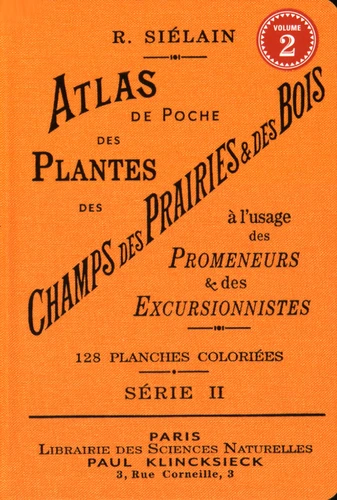 R. SIÉLAIN
VOLUME
2
ATLAS
DE POCHE
DES
PLANTES
DES
CHAMPS DES PRAIRIES & DES BOIS
à l'usage
des
PROMENEURS
& des
EXCURSIONNISTES
128 PLANCHES COLORIÉES
SÉRIE II
PARIS
LIBRAIRIE DES SCIENCES NATURELLES
PAUL KLINCKSIECK
3, Rue Corneille, 3